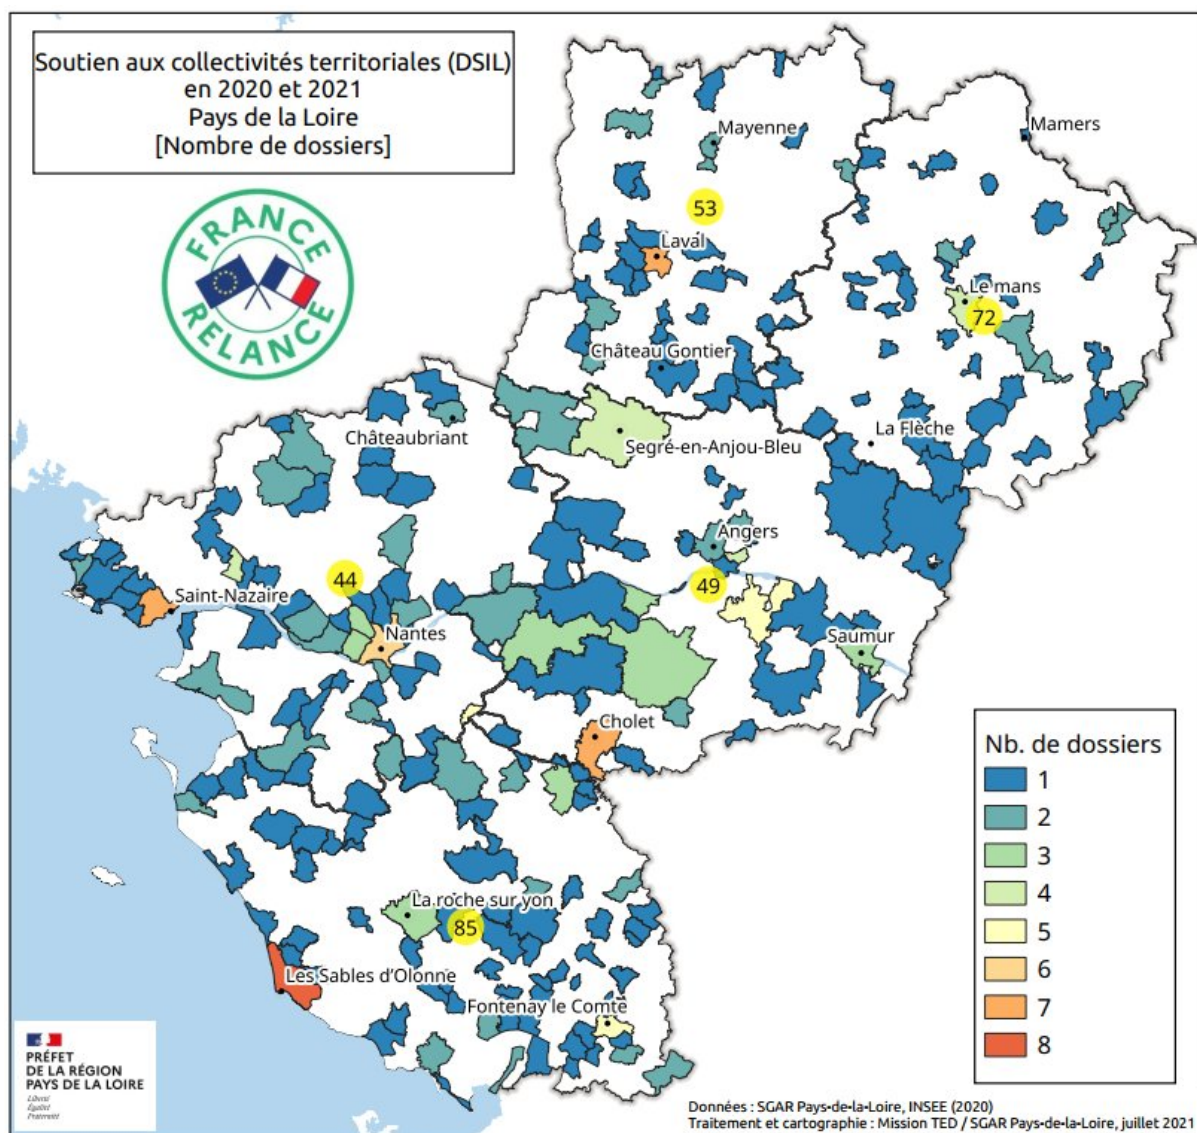 Soutien aux collectivités territoriales (DSIL)
en 2020 et 2021
Pays de la Loire
[Nombre de dossiers]
FRANCE
RELANCE
Mayenne
Mamers
53
Laval
Le mans
72
Château Gontier
Châteaubriant
La Flèche
Segré-en-Anjou-Bleu
Angers
44
49
Saint-Nazaire
Nantes
Saumur
Cholet
La roche sur yon
85
Les Sables d'Olonne
Fontenay le Comte
Nb. de dossiers
1
2
3
4
5
6
7
8
PRÉFET
DE LA RÉGION
PAYS DE LA LOIRE
Liberté
Égalité
Fraternité
Données : SGAR Pays-de-la-Loire, INSEE (2020)
Traitement et cartographie : Mission TED / SGAR Pays-de-la-Loire, juillet 2021